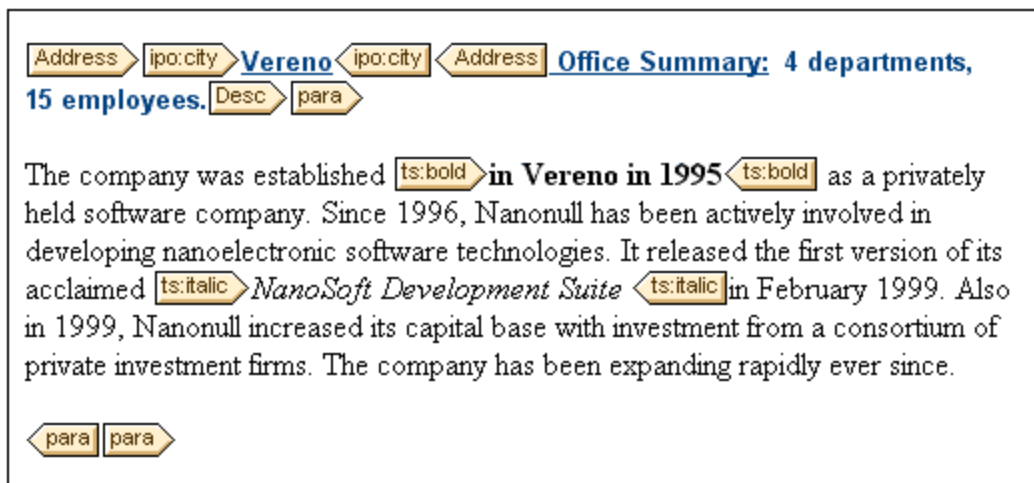 Address ipo:city Vereno ipo:city Address Office Summary: 4 departments,
15 employees. Desc para
The company was established ts:bold in Vereno in 1995 ts:bold as a privately
held software company. Since 1996, Nanonull has been actively involved in
developing nanoelectronic software technologies. It released the first version of its
acclaimed ts:italic NanoSoft Development Suite ts:italic in February 1999. Also
in 1999, Nanonull increased its capital base with investment from a consortium of
private investment firms. The company has been expanding rapidly ever since.
para para